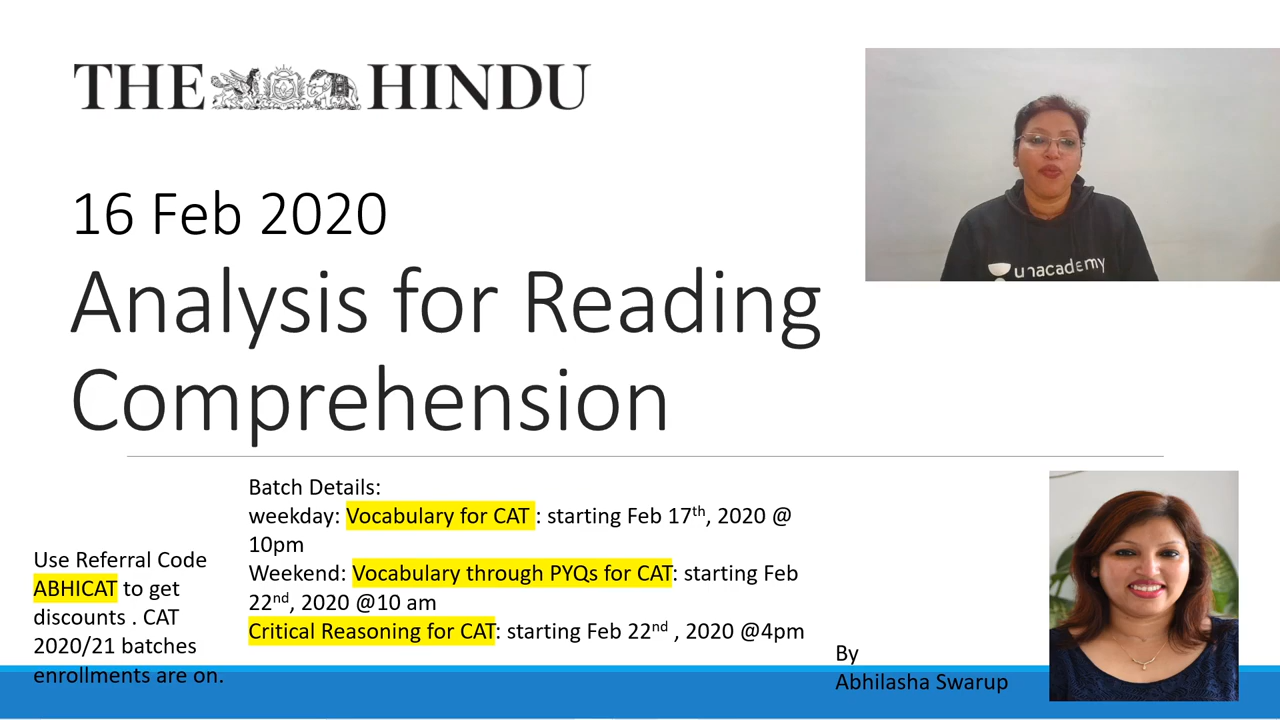 THE HINDU
16 Feb 2020
Analysis for Reading
Comprehension
unacademy
Batch Details:
weekday: Vocabulary for CAT : starting Feb 17th, 2020 @
10pm
Weekend: Vocabulary through PYQs for CAT: starting Feb
22nd, 2020 @10 am
Critical Reasoning for CAT: starting Feb 22nd , 2020 @4pm
Use Referral Code
ABHICAT to get
discounts . CAT
2020/21 batches
enrollments are on.
By
Abhilasha Swarup